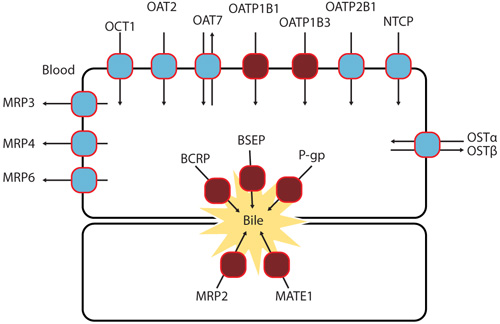 OCT1
OAT2
OAT7
OATP1B1
OATP1B3
OATP2B1
NTCP
Blood
MRP3
MRP4
MRP6
OSTα
OSTβ
BCRP
BSEP
P-gp
Bile
MRP2
MATE1